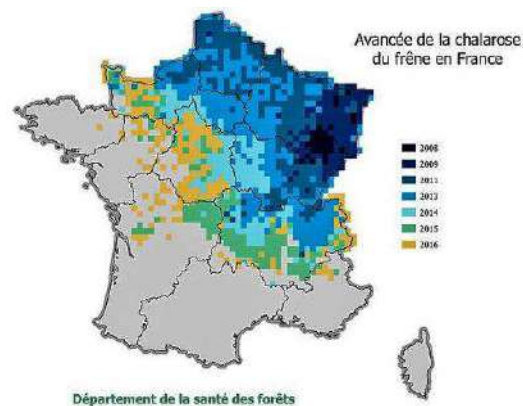 Avancée de la chalarose
du frêne en France
2008
2009
2011
2013
2014
2015
2016
Département de la santé des forêts